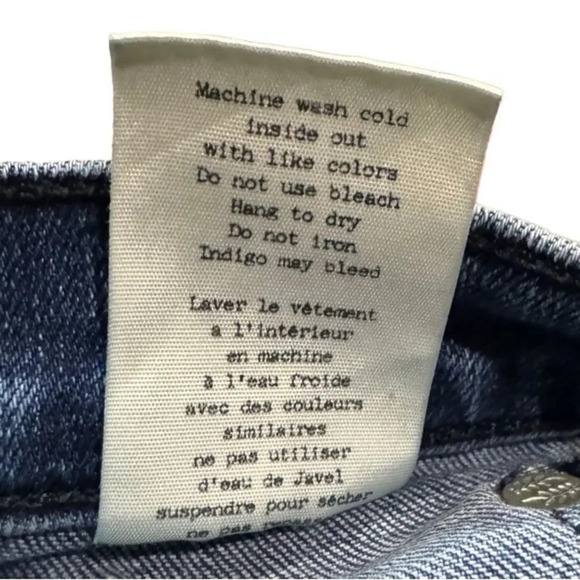 Machine wash cold
inside out
with like colors
Do not use bleach
Hang to dry
Do not iron
Indigo may bleed
Laver le vêtement
a l'intérieur
en machine
à l'eau froide
avec des couleurs
similaires
ne pas utiliser
d'eau de Javel
suspendre pour sécher
ne pas